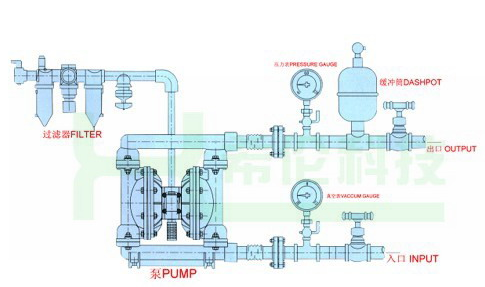 压力表PRESSURE GAUGE
缓冲筒DASHPOT
过滤器FILTER
出口 OUTPUT
希伦科技
真空表VACCUM GAUGE
入口 INPUT
泵PUMP